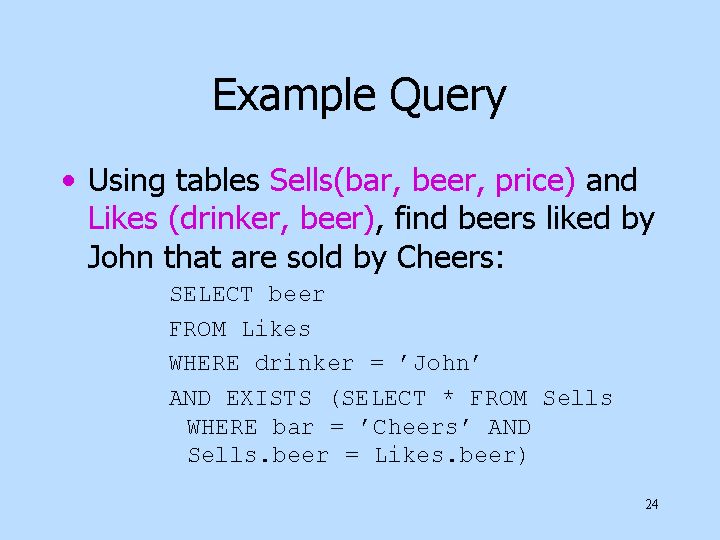 Example Query
• Using tables Sells(bar, beer, price) and
Likes (drinker, beer), find beers liked by
John that are sold by Cheers:
SELECT beer
FROM Likes
WHERE drinker = ’John’
AND EXISTS (SELECT * FROM Sells
WHERE bar = ’Cheers’ AND
Sells.beer = Likes.beer)
24